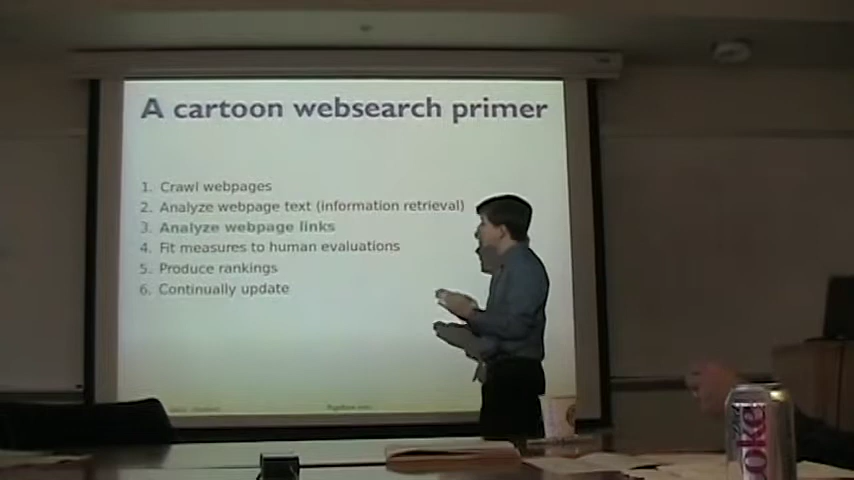 A cartoon websearch primer
1. Crawl webpages
2. Analyze webpage text (information retrieval)
3. Analyze webpage links
4. Fit measures to human evaluations
5. Produce rankings
6. Continually update
coke